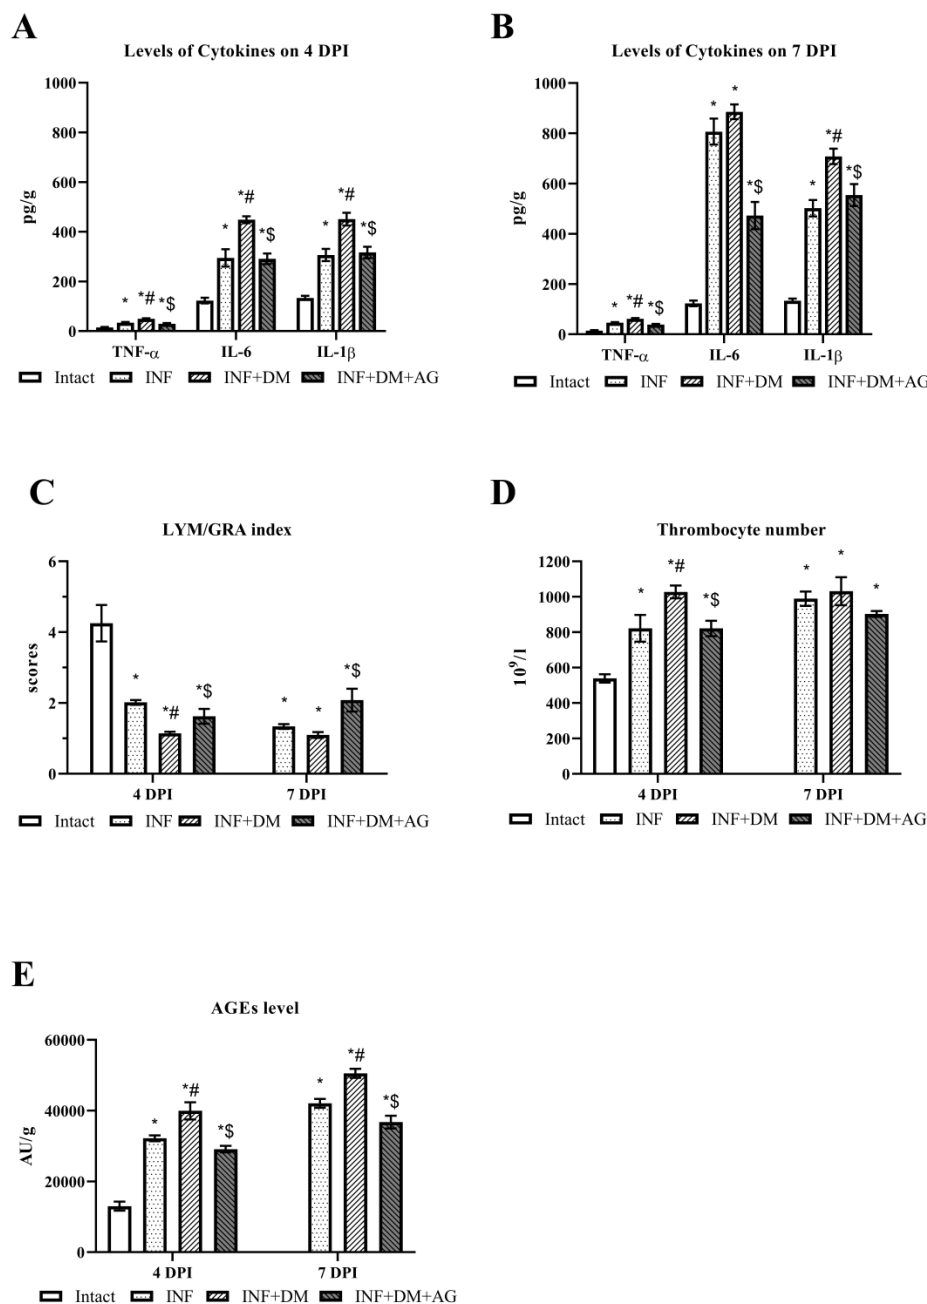 A
Levels of Cytokines on 4 DPI
1000
800
600
400
200
0
pg/g
* *# *$
* *# *$
* *# *$
TNF-α IL-6 IL-1β
Intact INF INF+DM INF+DM+AG
B
Levels of Cytokines on 7 DPI
1000
800
600
400
200
0
pg/g
* *# *$
* * *$
* *# *$
TNF-α IL-6 IL-1β
Intact INF INF+DM INF+DM+AG
C
LYM/GRA index
6
4
2
0
scores
* *# *$
* * *$
4 DPI 7 DPI
Intact INF INF+DM INF+DM+AG
D
Thrombocyte number
1200
1000
800
600
400
200
0
10⁹/l
* *# *$
* * *
4 DPI 7 DPI
Intact INF INF+DM INF+DM+AG
E
AGEs level
60000
40000
20000
0
AU/g
* *# *$
* *# *$
4 DPI 7 DPI
Intact INF INF+DM INF+DM+AG